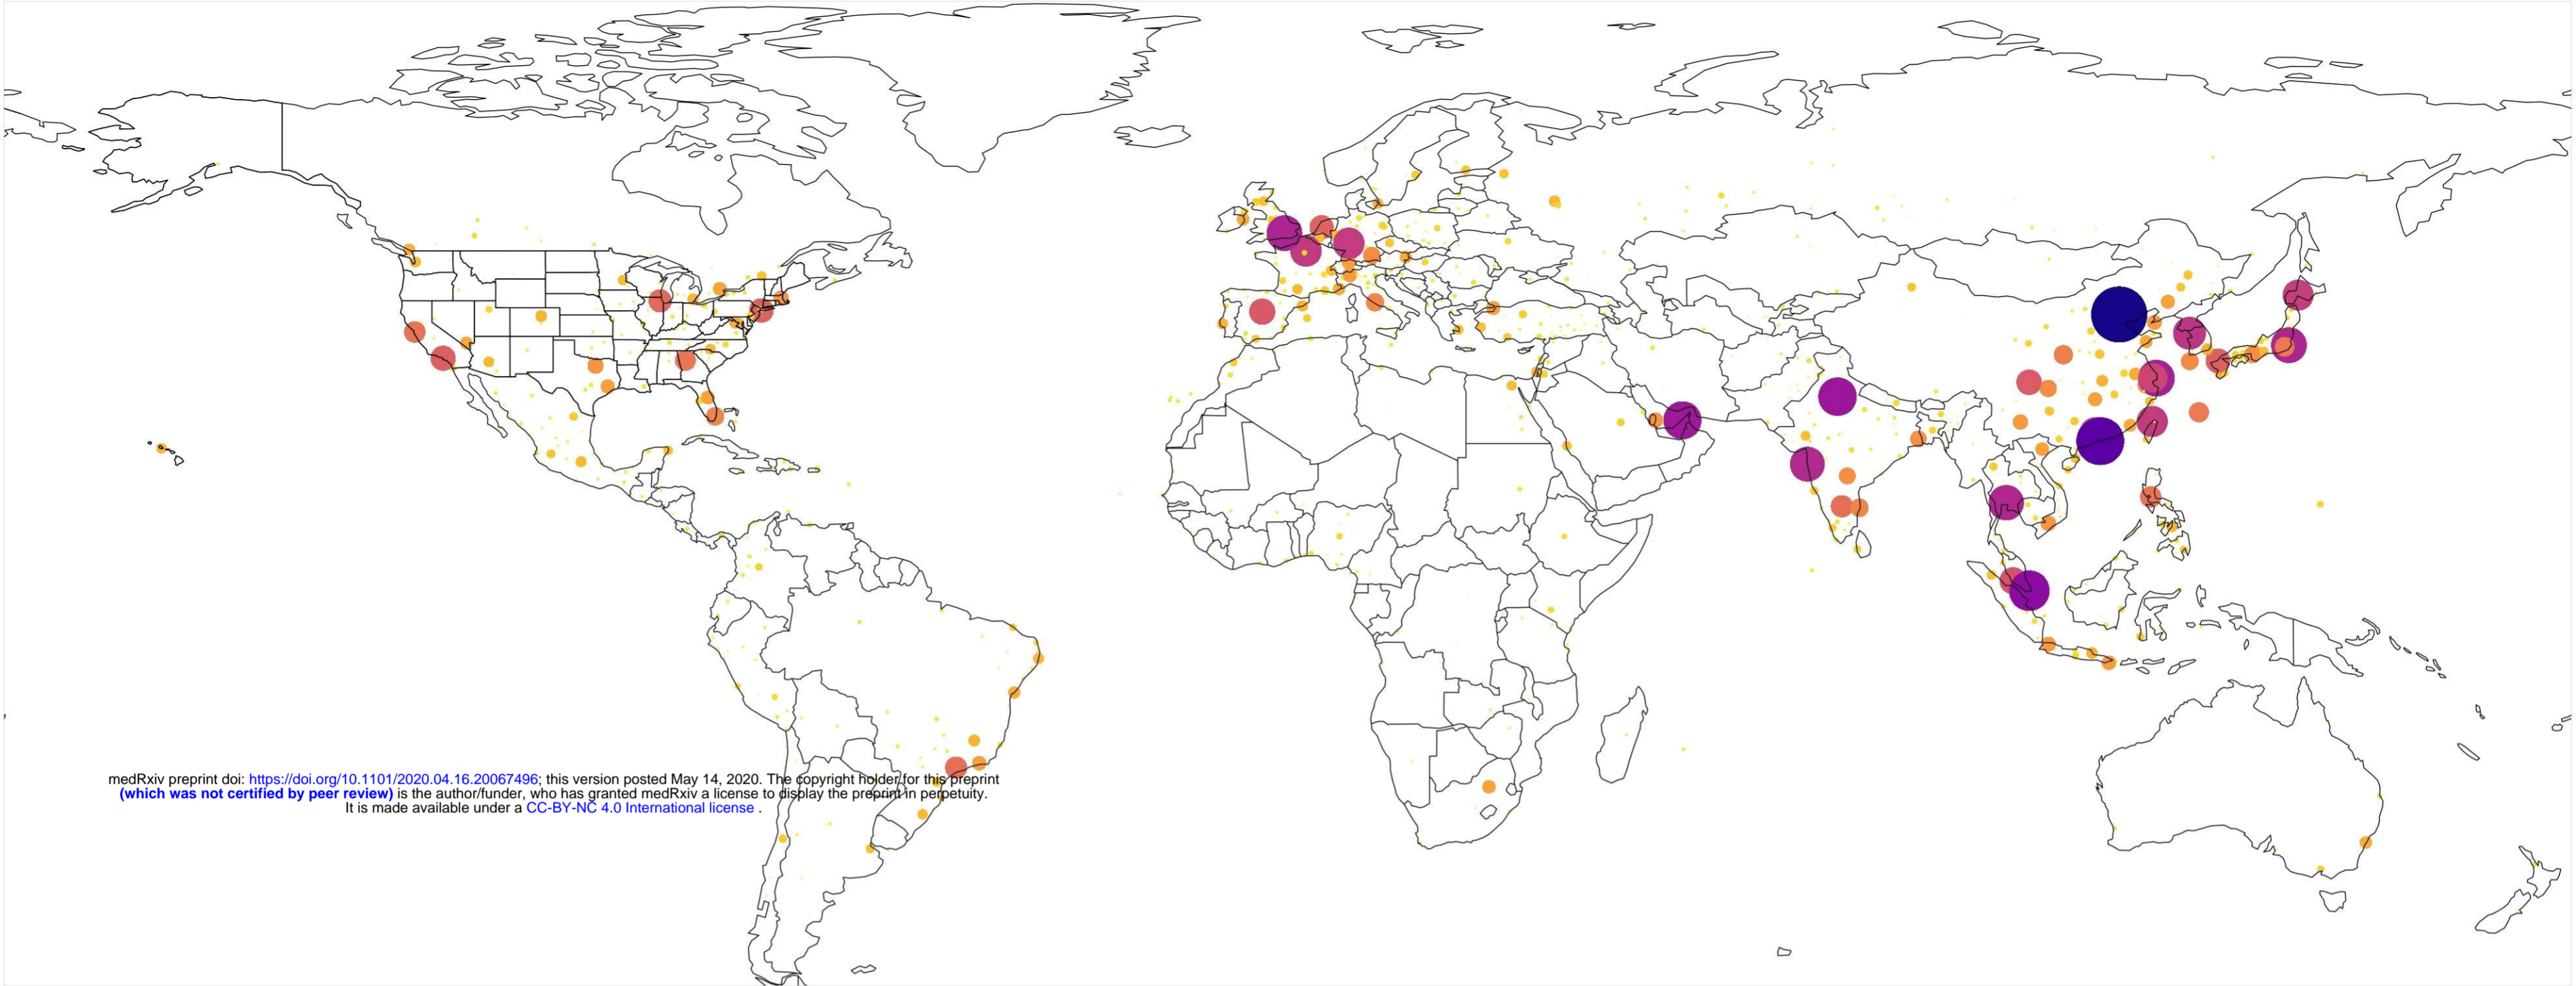 medRxiv preprint doi: https://doi.org/10.1101/2020.04.16.20067496; this version posted May 14, 2020. The copyright holder for this preprint
(which was not certified by peer review) is the author/funder, who has granted medRxiv a license to display the preprint in perpetuity.
It is made available under a CC-BY-NC 4.0 International license .